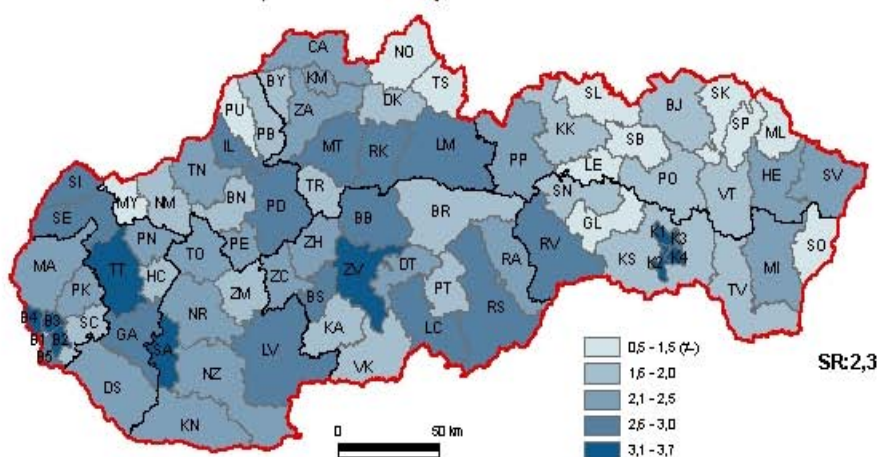 CA NO
BY KM TS
PU DK SL SK
PB ZA BJ SP
IL MT RK LM KK SB ML
TN PP LE HE SV
SI TR SN PO VT
MY NM BN PD BB BR GL
SE PN PE ZH RV K1 K3 SO
MA TT TO ZV DT RA KS K2 K4 MI
HC ZC TV
PK ZM BS PT
B4 B3 SC NR RS
B1 B2 GA KA LC
B5 SA LV VK
DS NZ
KN
0 50 km
0,5 - 1,5 (%)
1,6 - 2,0
2,1 - 2,5
2,6 - 3,0
3,1 - 3,7
SR:2,3